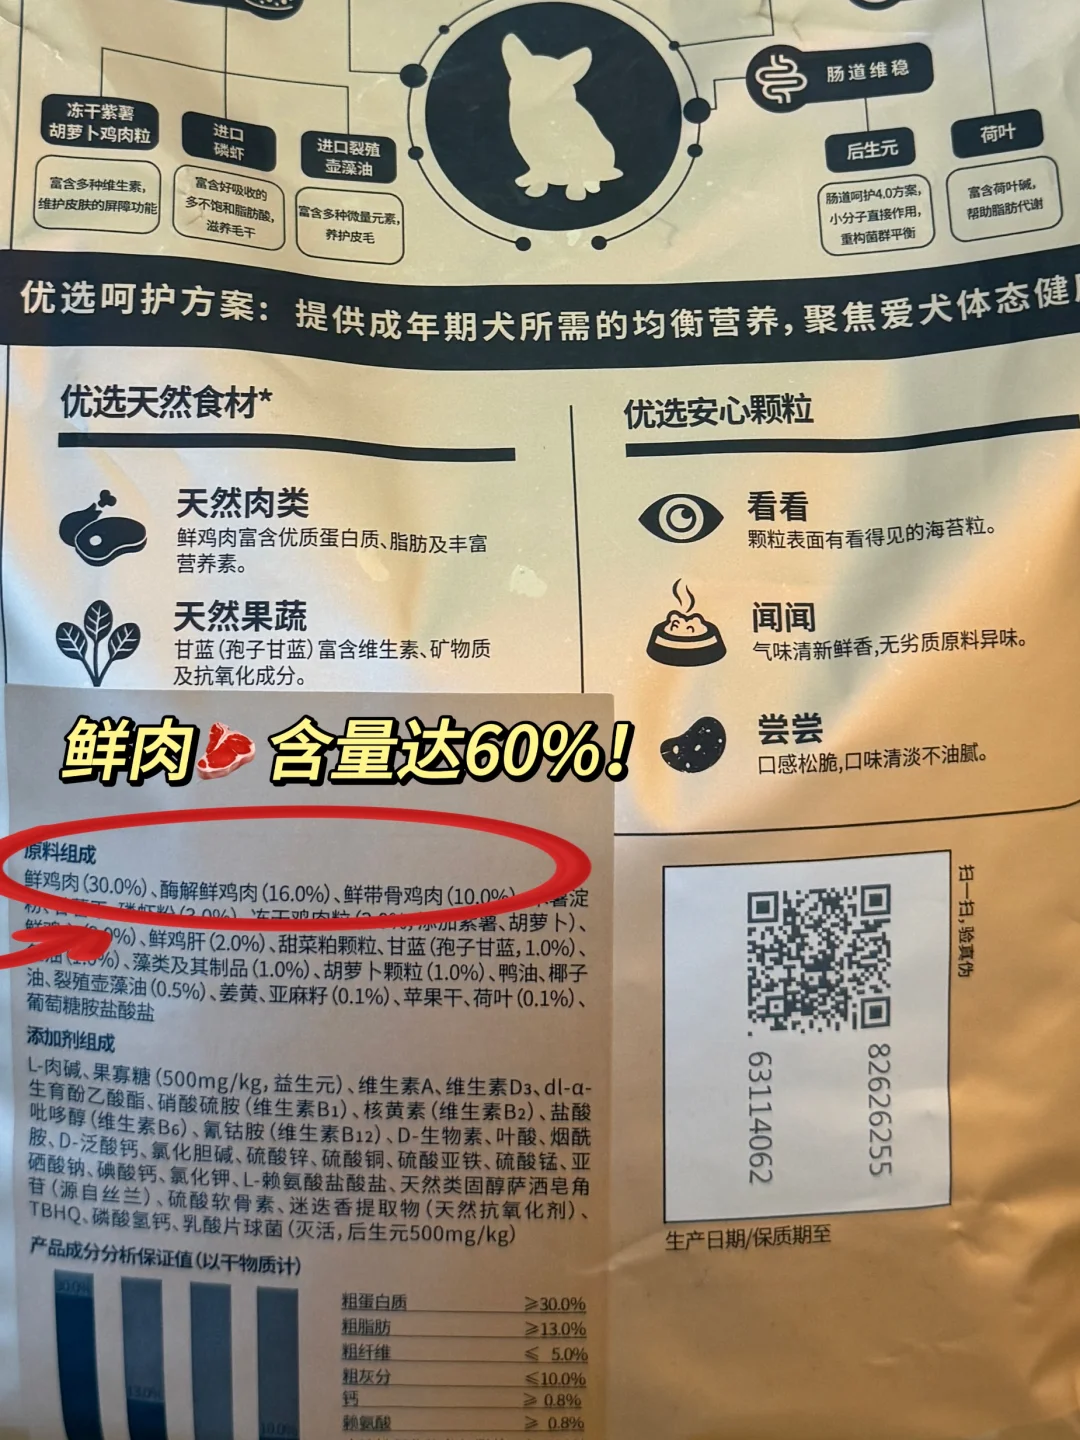 肠道维稳
冻干紫薯
胡萝卜鸡肉粒
进口
磷虾
进口裂殖
壶藻油
后生元
荷叶
富含多种维生素，
维护皮肤的屏障功能
富含好吸收的
多不饱和脂肪酸，
滋养毛干
富含多种微量元素，
养护皮毛
肠道呵护4.0方案，
小分子直接作用，
重构菌群平衡
富含荷叶碱，
帮助脂肪代谢
优选呵护方案：提供成年期犬所需的均衡营养，聚焦爱犬体态健
优选天然食材*
天然肉类
鲜鸡肉富含优质蛋白质、脂肪及丰富
营养素。
天然果蔬
甘蓝（孢子甘蓝）富含维生素、矿物质
及抗氧化成分。
优选安心颗粒
看看
颗粒表面有看得见的海苔粒。
闻闻
气味清新鲜香，无劣质原料异味。
尝尝
口感松脆，口味清淡不油腻。
鲜肉🥩含量达60%！
原料组成
鲜鸡肉（30.0%）、酶解鲜鸡肉（16.0%）、鲜带骨鸡肉（10.0%）、薯淀
磷虾粉（3.0%）、冻干鸡肉粒 添加紫薯、胡萝卜）、
、鲜鸡肝（2.0%）、甜菜粕颗粒、甘蓝（孢子甘蓝，1.0%）、
油 、藻类及其制品（1.0%）、胡萝卜颗粒（1.0%）、鸭油、椰子
油、裂殖壶藻油（0.5%）、姜黄、亚麻籽（0.1%）、苹果干、荷叶（0.1%）、
葡萄糖胺盐酸盐
添加剂组成
L-肉碱、果寡糖（500mg/kg，益生元）、维生素A、维生素D₃、dl-α-
生育酚乙酸酯、硝酸硫胺（维生素B₁）、核黄素（维生素B₂）、盐酸
吡哆醇（维生素B₆）、氰钴胺（维生素B₁₂）、D-生物素、叶酸、烟酰
胺、D-泛酸钙、氯化胆碱、硫酸锌、硫酸铜、硫酸亚铁、硫酸锰、亚
硒酸钠、碘酸钙、氯化钾、L-赖氨酸盐酸盐、天然类固醇萨洒皂角
苷（源自丝兰）、硫酸软骨素、迷迭香提取物（天然抗氧化剂）、
TBHQ、磷酸氢钙、乳酸片球菌（灭活，后生元500mg/kg）
产品成分分析保证值（以干物质计）
30.0%
13.0%
10.0%
粗蛋白质 ≥30.0%
粗脂肪 ≥13.0%
粗纤维 ≤ 5.0%
粗灰分 ≤10.0%
钙 ≥ 0.8%
赖氨酸 ≥ 0.8%
扫一扫，验真伪
82626255
63114062
生产日期/保质期至